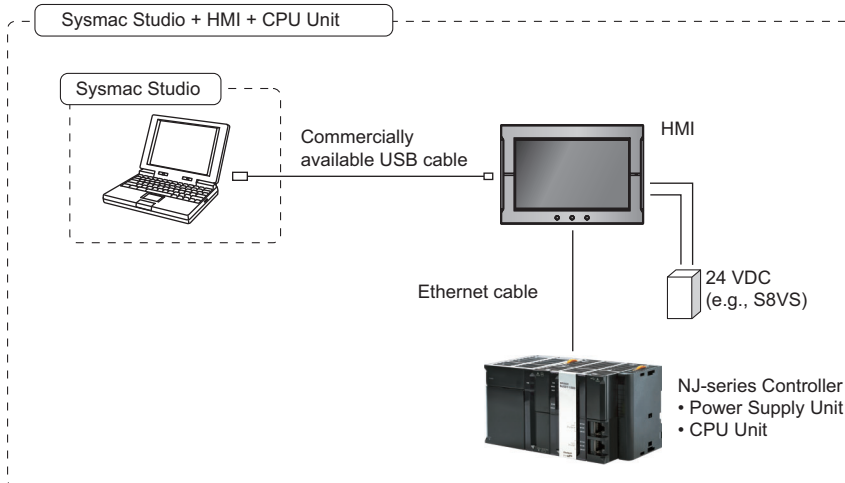 Sysmac Studio + HMI + CPU Unit
Sysmac Studio
Commercially
available USB cable
HMI
24 VDC
(e.g., S8VS)
Ethernet cable
NJ-series Controller
• Power Supply Unit
• CPU Unit